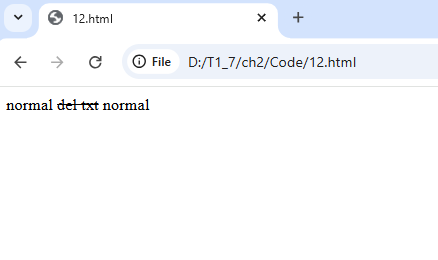 12.html
File D:/T1_7/ch2/Code/12.html
normal del txt normal